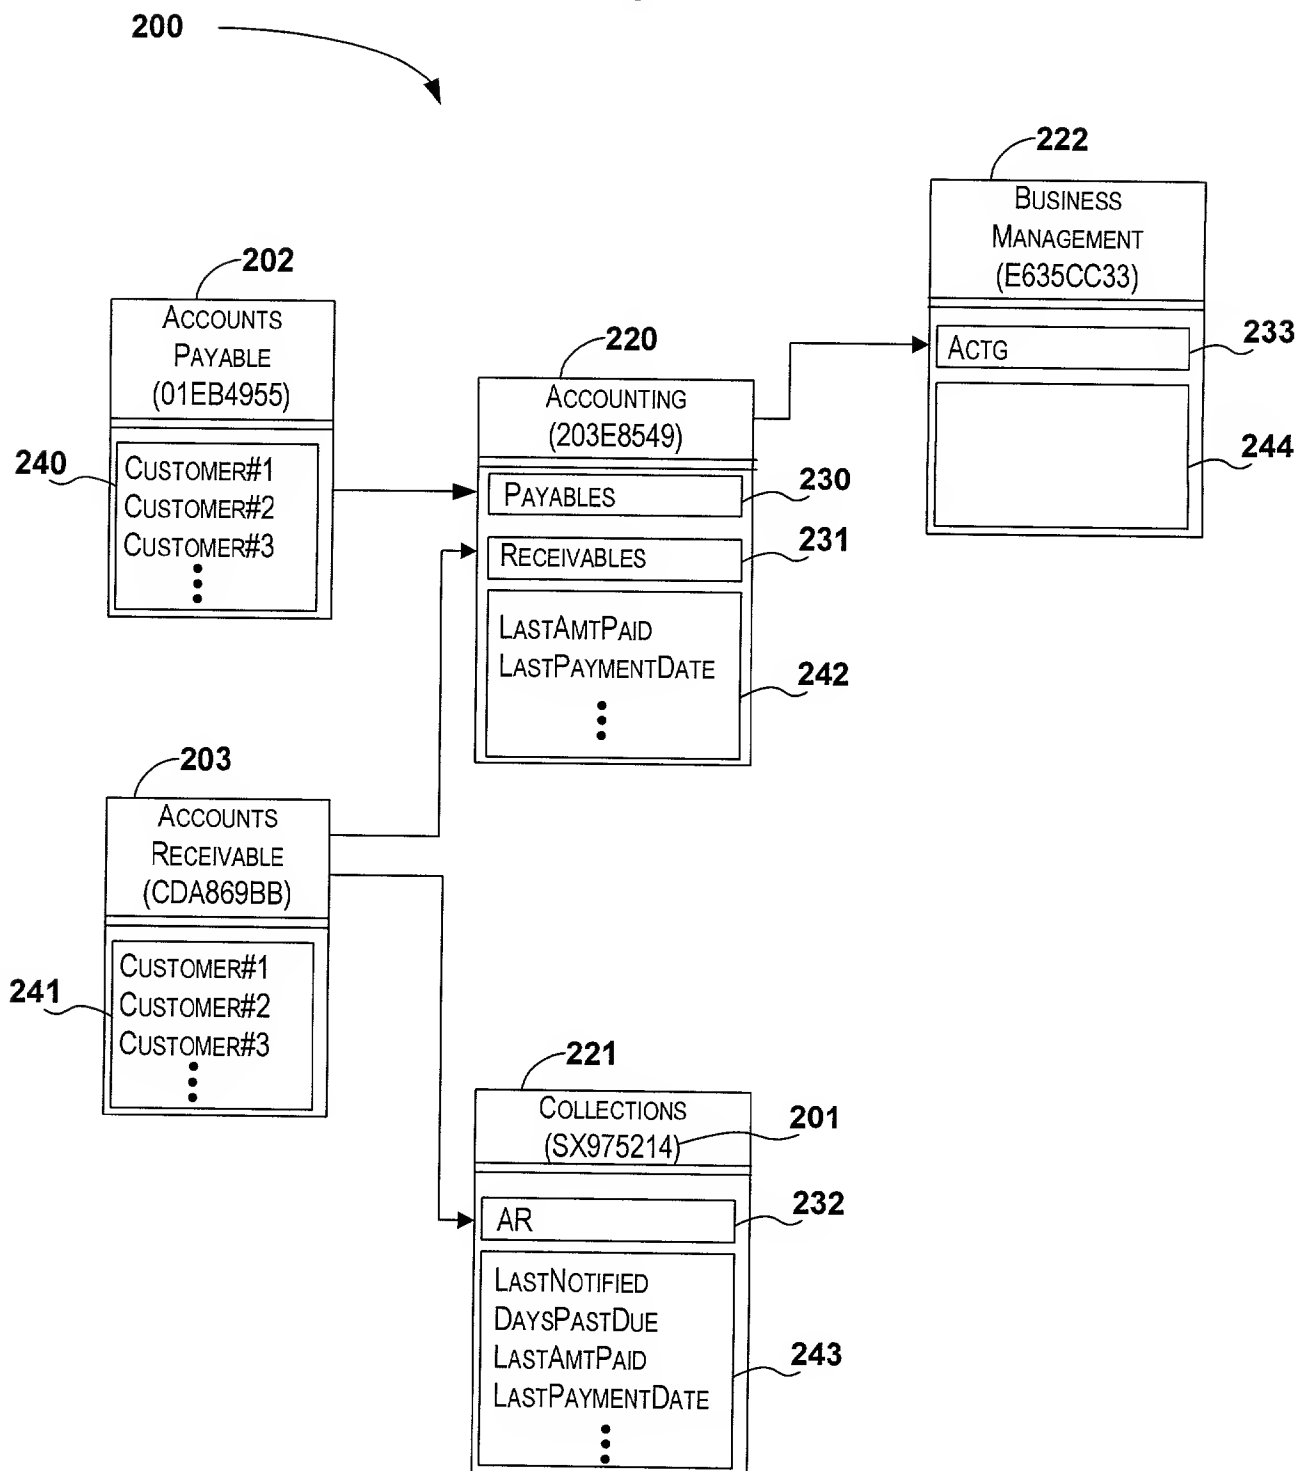 200
222
BUSINESS
MANAGEMENT
(E635CC33)
ACTG
233
244
202
ACCOUNTS
PAYABLE
(01EB4955)
240
CUSTOMER#1
CUSTOMER#2
CUSTOMER#3
220
ACCOUNTING
(203E8549)
PAYABLES
230
RECEIVABLES
231
LASTAMTPAID
LASTPAYMENTDATE
242
203
ACCOUNTS
RECEIVABLE
(CDA869BB)
241
CUSTOMER#1
CUSTOMER#2
CUSTOMER#3
221
COLLECTIONS
(SX975214)
201
AR
232
LASTNOTIFIED
DAYSPASTDUE
LASTAMTPAID
LASTPAYMENTDATE
243